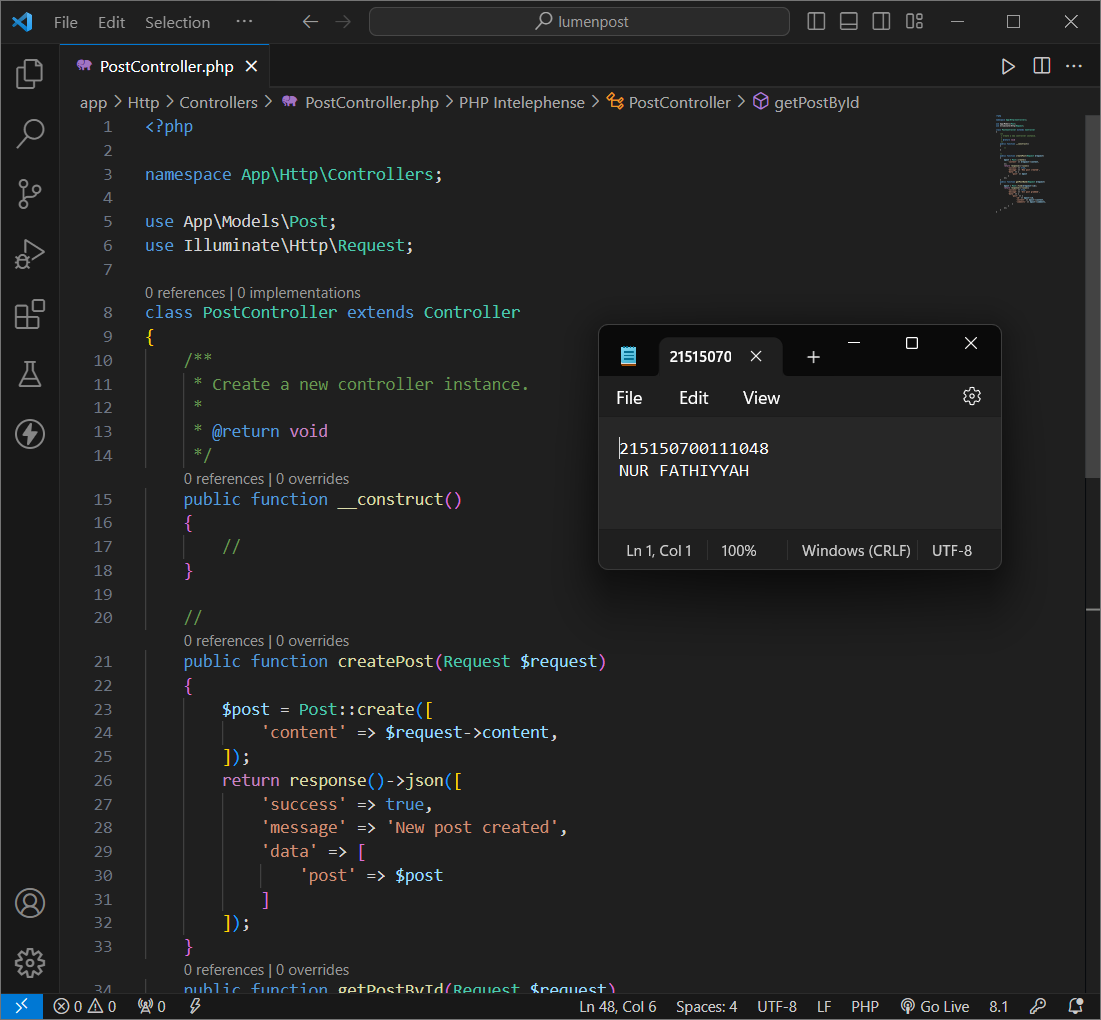 File Edit Selection ··· lumenpost
PostController.php
app > Http > Controllers > PostController.php > PHP Intelephense > PostController > getPostById
1 <?php
2
3 namespace App\Http\Controllers;
4
5 use App\Models\Post;
6 use Illuminate\Http\Request;
7
0 references | 0 implementations
8 class PostController extends Controller
9 {
10 /**
11 * Create a new controller instance.
12 *
13 * @return void
14 */
0 references | 0 overrides
15 public function __construct()
16 {
17 //
18 }
19
20 //
0 references | 0 overrides
21 public function createPost(Request $request)
22 {
23 $post = Post::create([
24 'content' => $request->content,
25 ]);
26 return response()->json([
27 'success' => true,
28 'message' => 'New post created',
29 'data' => [
30 'post' => $post
31 ]
32 ]);
33 }
0 references | 0 overrides
34 public function getPostById(Request $request)
21515070
File Edit View
215150700111048
NUR FATHIYYAH
Ln 1, Col 1 100% Windows (CRLF) UTF-8
0 0 0 Ln 48, Col 6 Spaces: 4 UTF-8 LF PHP Go Live 8.1